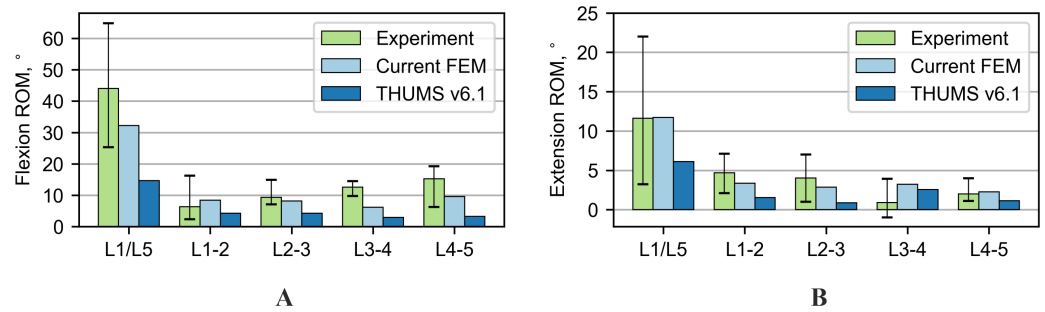 Flexion ROM, °
60
50
40
30
20
10
0
Experiment
Current FEM
THUMS v6.1
L1/L5 L1-2 L2-3 L3-4 L4-5
A
Extension ROM, °
25
20
15
10
5
0
Experiment
Current FEM
THUMS v6.1
L1/L5 L1-2 L2-3 L3-4 L4-5
B